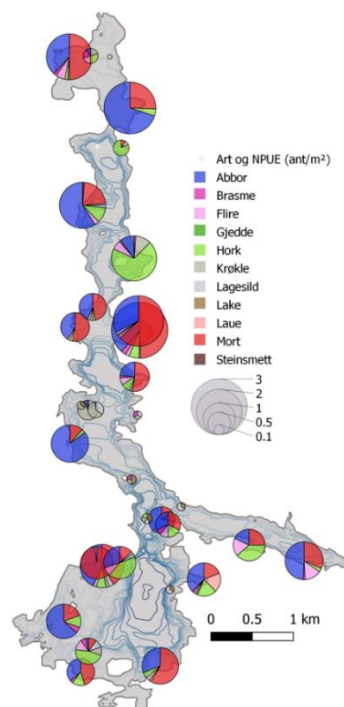 Art og NPUE (ant/m²)
Abbor
Brasme
Flire
Gjedde
Hork
Krøkle
Lagesild
Lake
Laue
Mort
Steinsmett
3
2
1
0.5
0.1
0 0.5 1 km